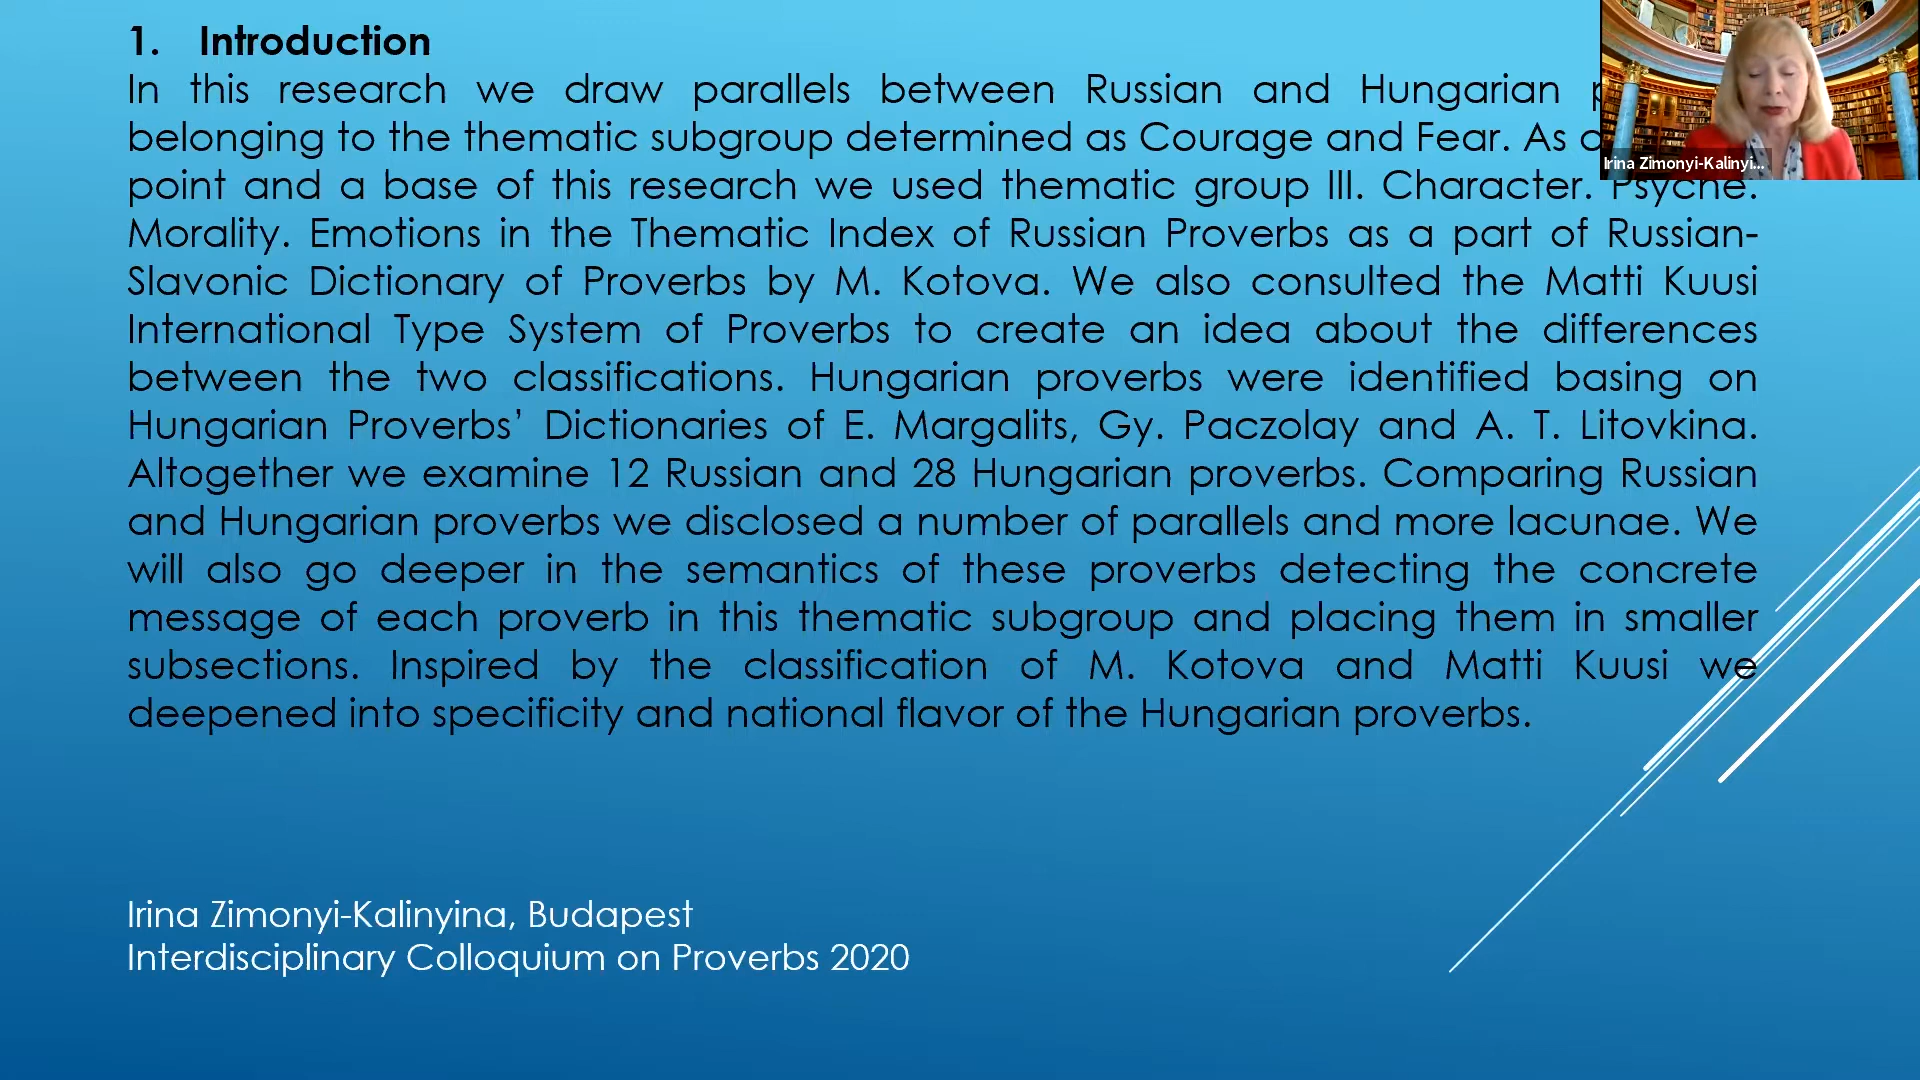 1. Introduction
In this research we draw parallels between Russian and Hungarian
belonging to the thematic subgroup determined as Courage and Fear. As
point and a base of this research we used thematic group III. Character. Psyche.
Morality. Emotions in the Thematic Index of Russian Proverbs as a part of Russian-
Slavonic Dictionary of Proverbs by M. Kotova. We also consulted the Matti Kuusi
International Type System of Proverbs to create an idea about the differences
between the two classifications. Hungarian proverbs were identified basing on
Hungarian Proverbs’ Dictionaries of E. Margalits, Gy. Paczolay and A. T. Litovkina.
Altogether we examine 12 Russian and 28 Hungarian proverbs. Comparing Russian
and Hungarian proverbs we disclosed a number of parallels and more lacunae. We
will also go deeper in the semantics of these proverbs detecting the concrete
message of each proverb in this thematic subgroup and placing them in smaller
subsections. Inspired by the classification of M. Kotova and Matti Kuusi we
deepened into specificity and national flavor of the Hungarian proverbs.
Irina Zimonyi-Kalinyina, Budapest
Interdisciplinary Colloquium on Proverbs 2020
Irina Zimonyi-Kalinyi...